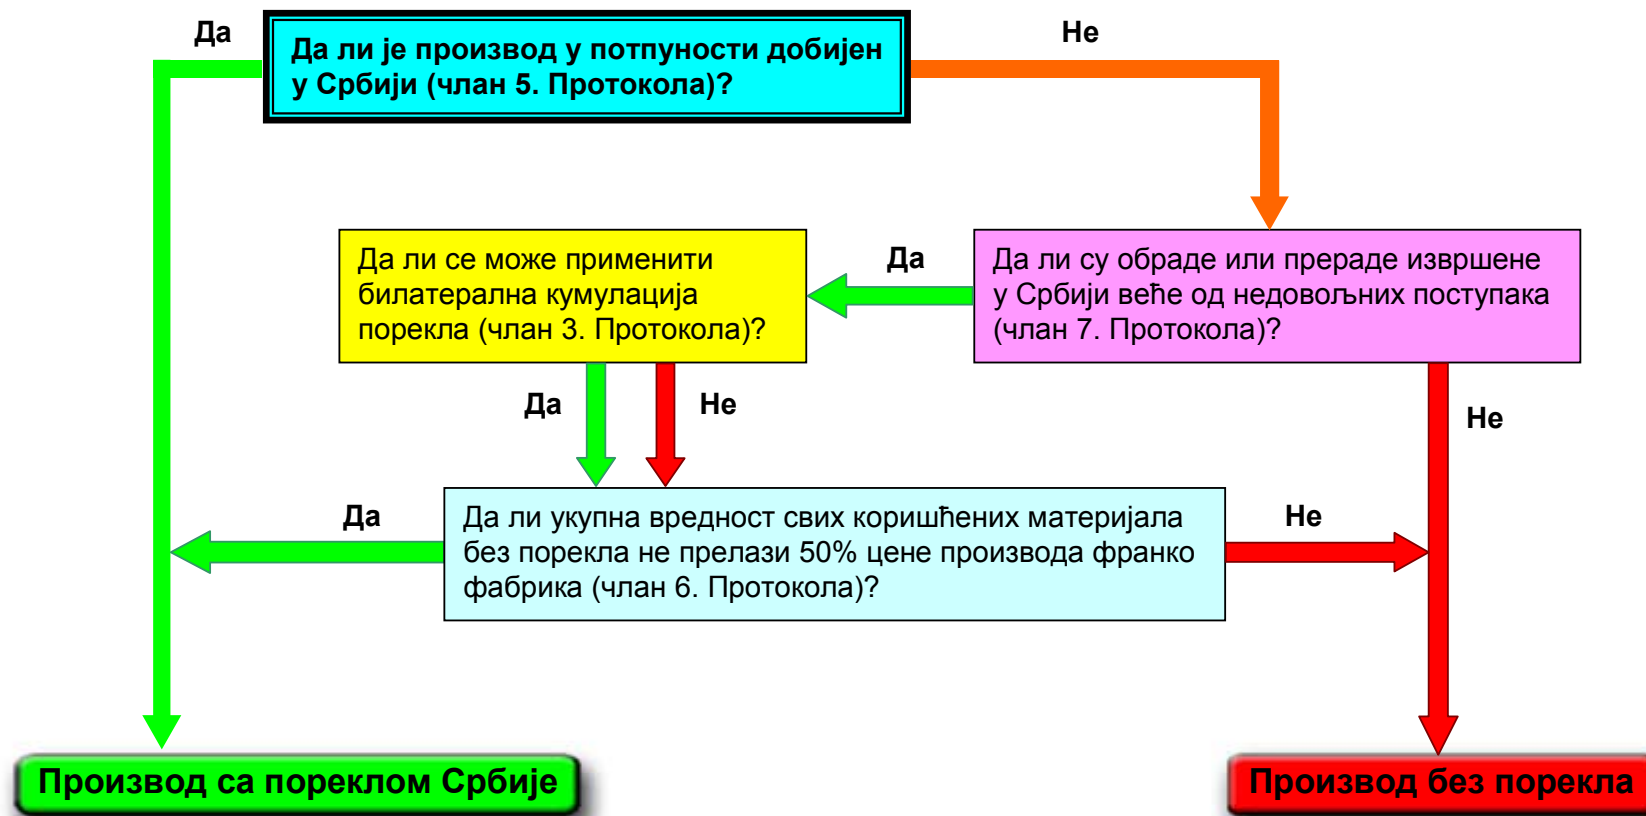 Да
Да ли је производ у потпуности добијен
у Србији (члан 5. Протокола)?
Не
Да ли се може применити
билатерална кумулација
порекла (члан 3. Протокола)?
Да
Да ли су обраде или прераде извршене
у Србији веће од недовољних поступака
(члан 7. Протокола)?
Да
Не
Не
Да
Да ли укупна вредност свих коришћених материјала
без порекла не прелази 50% цене производа франко
фабрика (члан 6. Протокола)?
Не
Производ са пореклом Србије
Производ без порекла